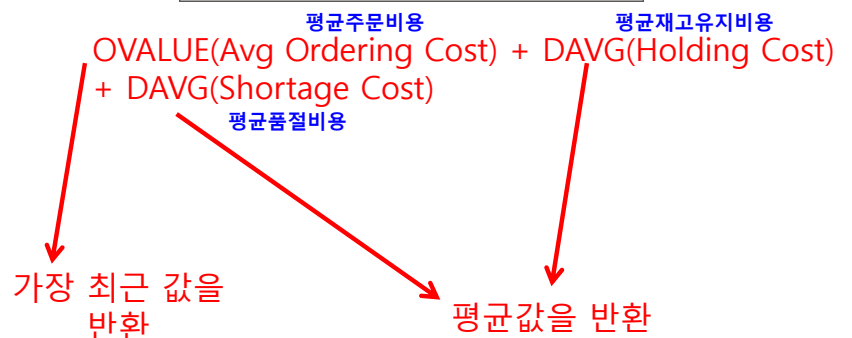 평균주문비용 평균재고유지비용
OVALUE(Avg Ordering Cost) + DAVG(Holding Cost)
+ DAVG(Shortage Cost)
평균품절비용
가장 최근 값을
반환
평균값을 반환